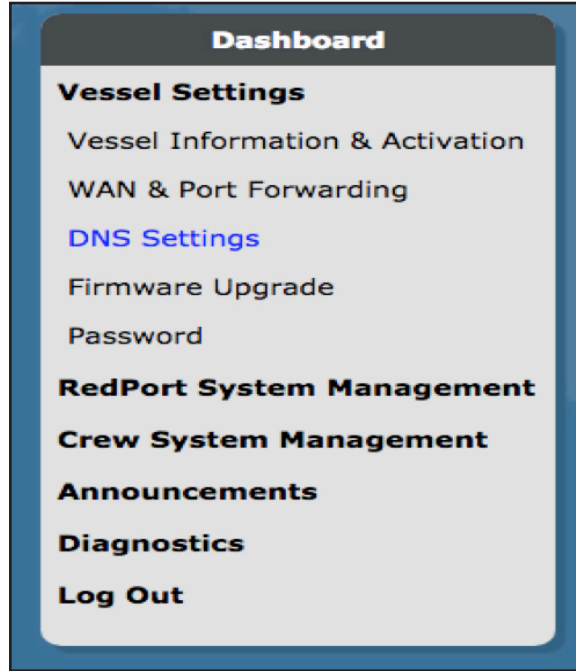 Dashboard
Vessel Settings
Vessel Information & Activation
WAN & Port Forwarding
DNS Settings
Firmware Upgrade
Password
RedPort System Management
Crew System Management
Announcements
Diagnostics
Log Out